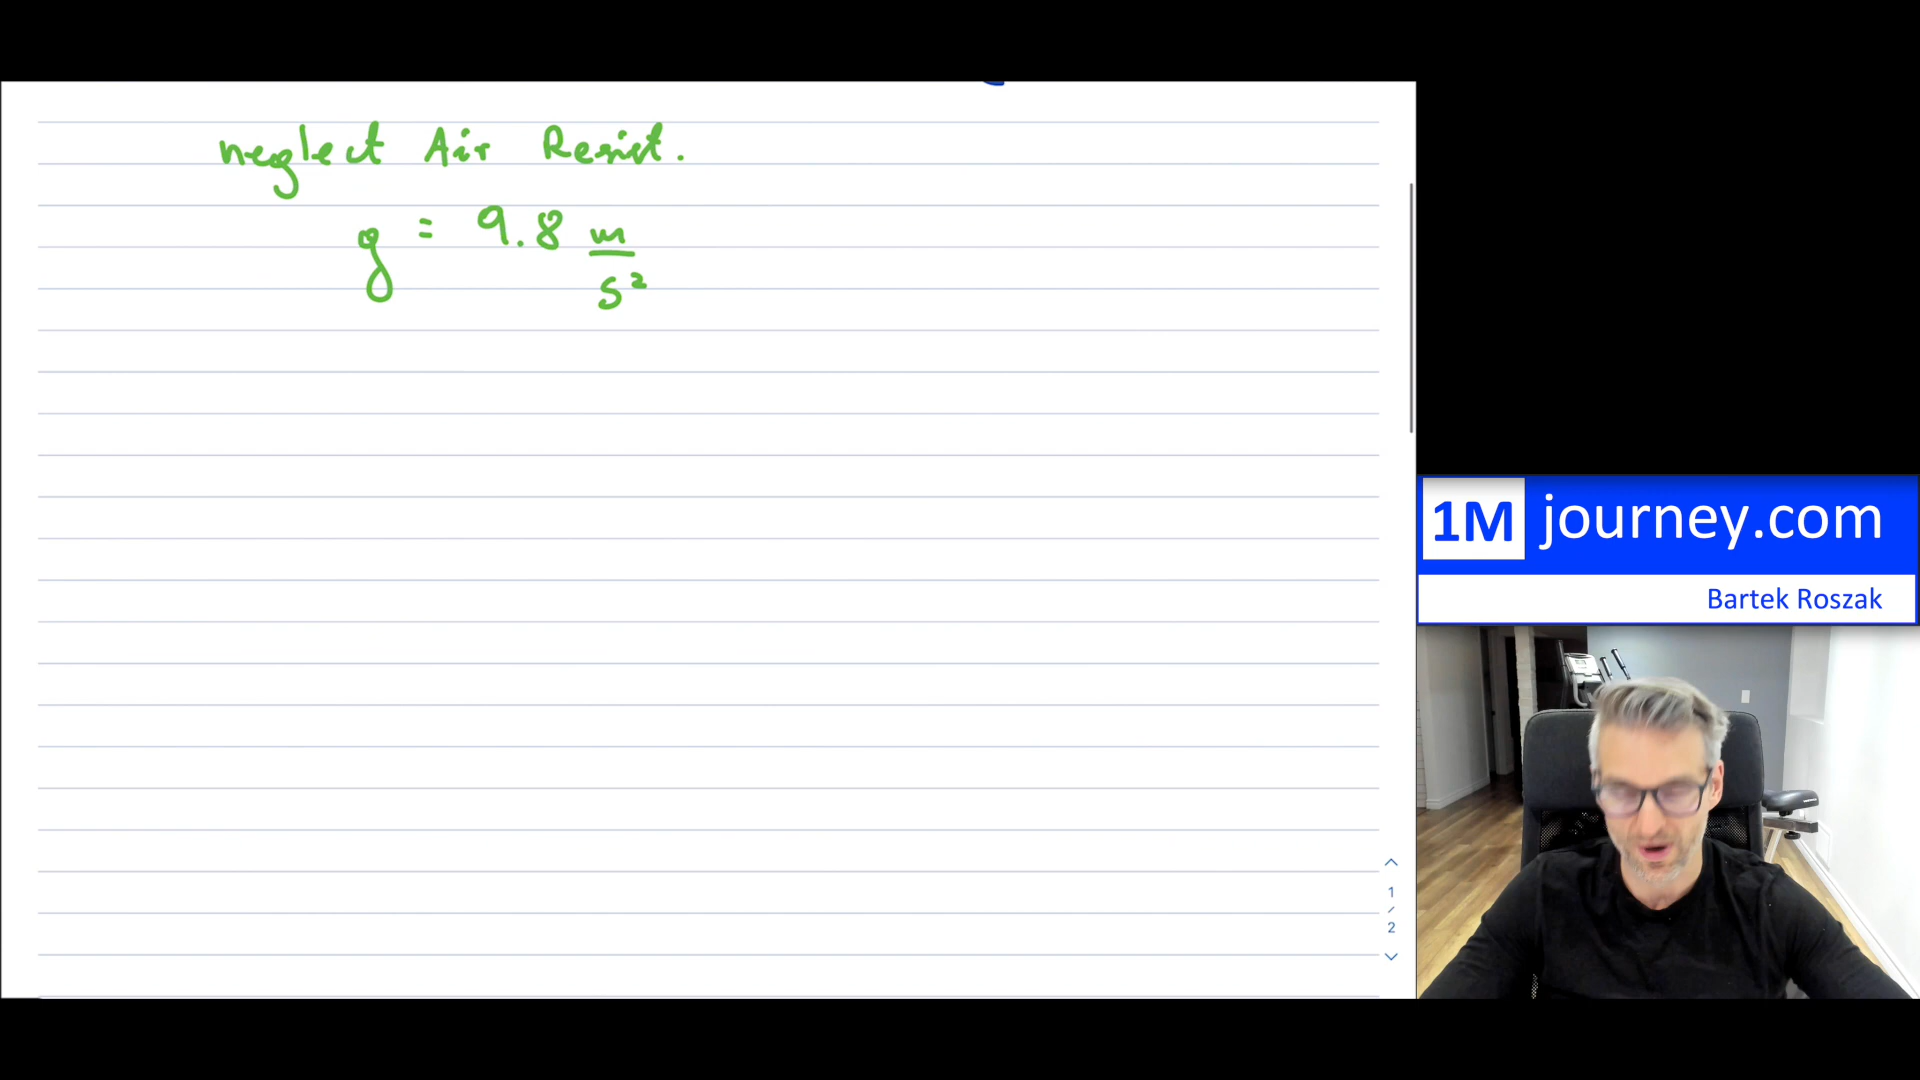 neglect Air Resist.
g = 9.8 m
s²
1M journey.com
Bartek Roszak
1
/
2